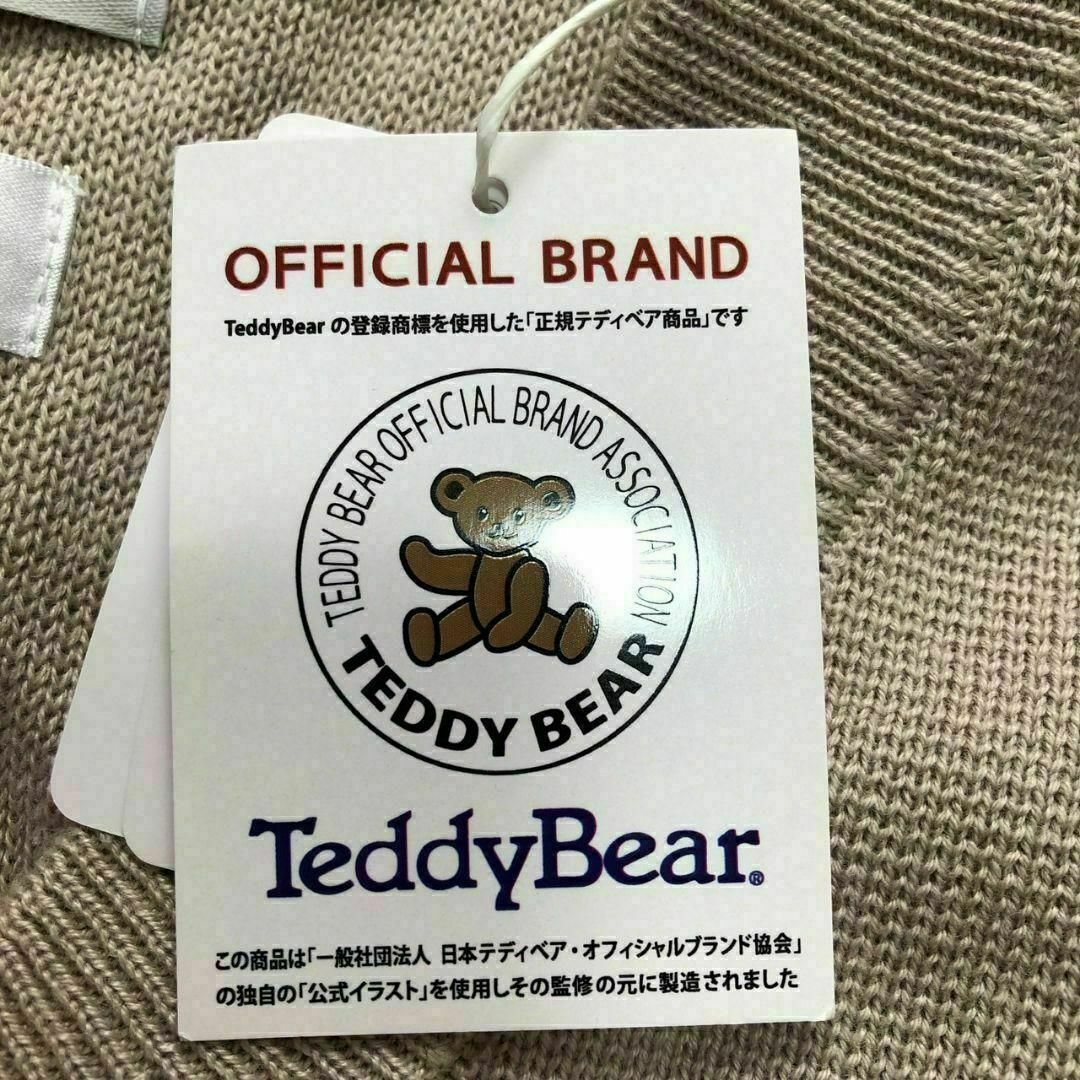 OFFICIAL BRAND
TeddyBear の登録商標を使用した「正規テディベア商品」です
TEDDY BEAR OFFICIAL BRAND ASSOCIATION
TEDDY BEAR
TeddyBear®
この商品は「一般社団法人 日本テディベア・オフィシャルブランド協会」
の独自の「公式イラスト」を使用しその監修の元に製造されました